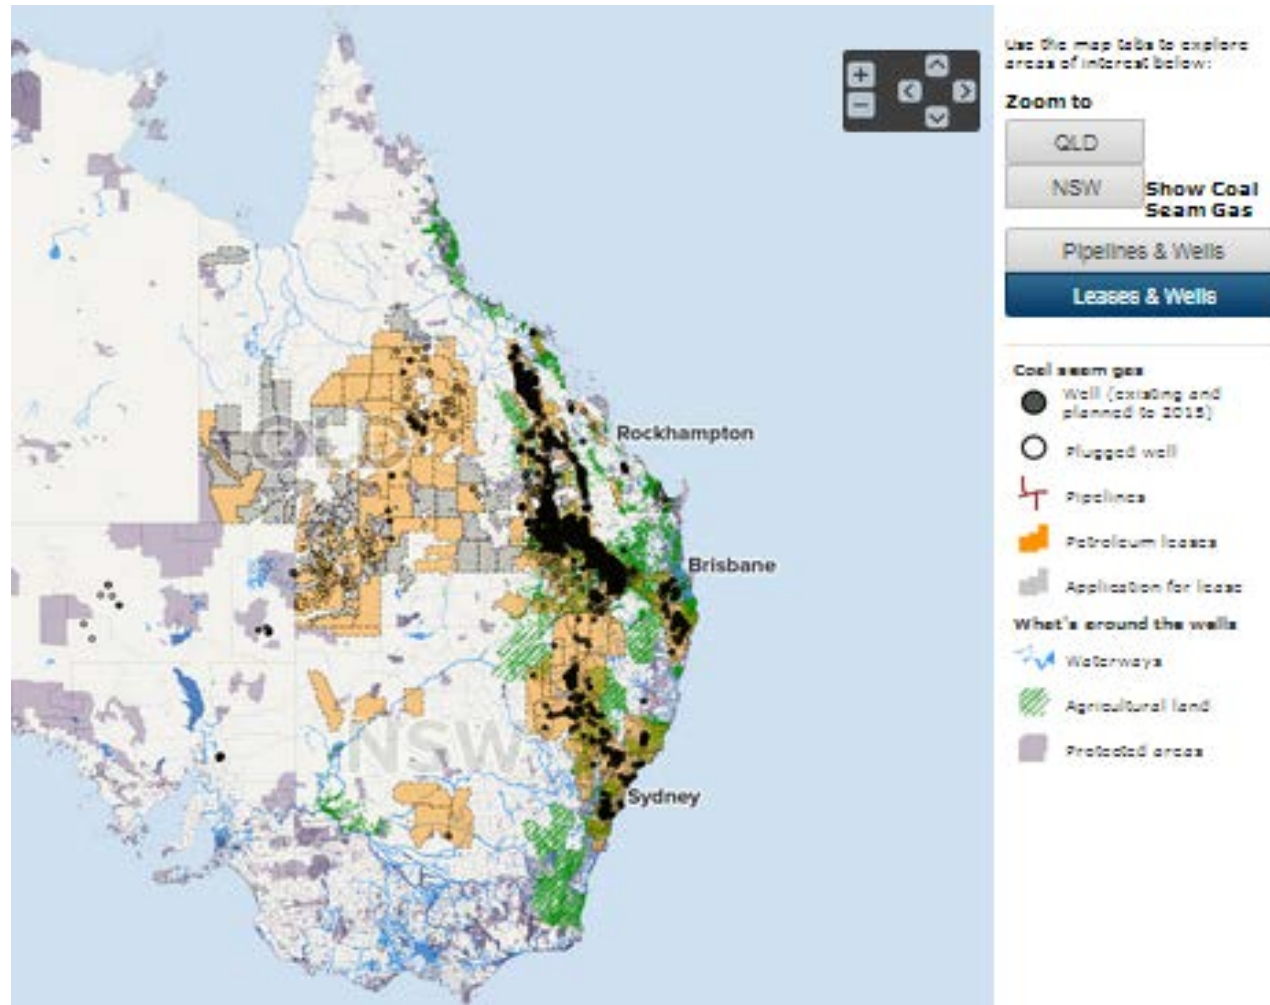 Use the map tabs to explore
areas of interest below:
Zoom to
QLD
NSW
Show Coal
Seam Gas
Pipelines & Wells
Leases & Wells
Coal seam gas
Well (existing and
planned to 2015)
Plugged well
Pipelines
Petroleum leases
Application for lease
What's around the wells
Waterways
Agricultural land
Protected areas
QLD
Rockhampton
Brisbane
NSW
Sydney